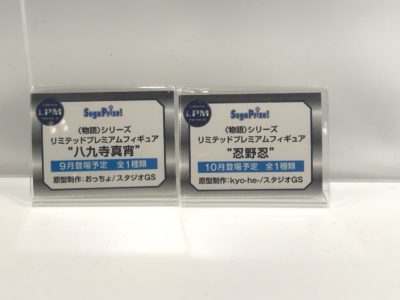 LPM
SegaPrize!
〈物語〉シリーズ
リミテッドプレミアムフィギュア
"八九寺真宵"
9月登場予定 全1種類
原型制作：おっちょ/スタジオGS
LPM
SegaPrize!
〈物語〉シリーズ
リミテッドプレミアムフィギュア
"忍野忍"
10月登場予定 全1種類
原型制作：kyo-he-/スタジオGS